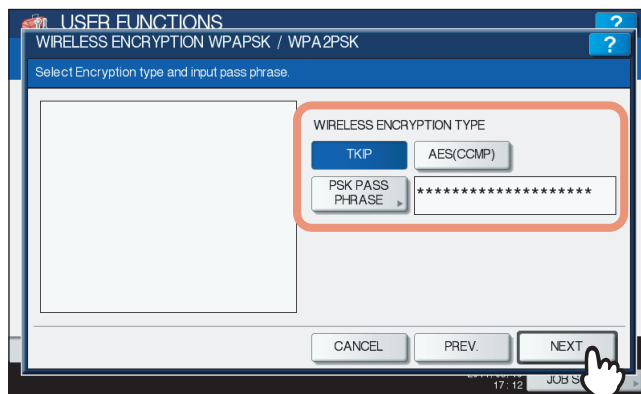 USER FUNCTIONS ?
WIRELESS ENCRYPTION WPAPSK / WPA2PSK ?
Select Encryption type and input pass phrase.
WIRELESS ENCRYPTION TYPE
TKIP AES(CCMP)
PSK PASS
PHRASE ********************
CANCEL PREV. NEXT
17 : 12 JOB S